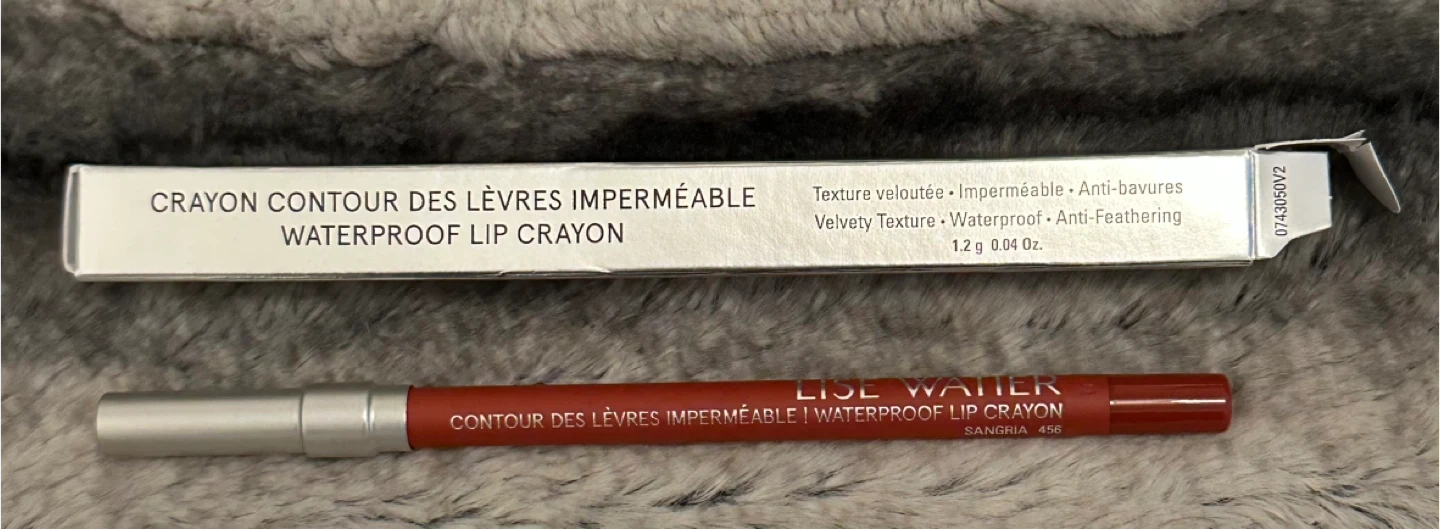 CRAYON CONTOUR DES LÈVRES IMPERMÉABLE
WATERPROOF LIP CRAYON
Texture veloutée • Imperméable • Anti-bavures
Velvety Texture • Waterproof • Anti-Feathering
1.2 g 0.04 Oz.
0743050V2
LISE WATIER
CONTOUR DES LÈVRES IMPERMÉABLE | WATERPROOF LIP CRAYON
SANGRIA 456